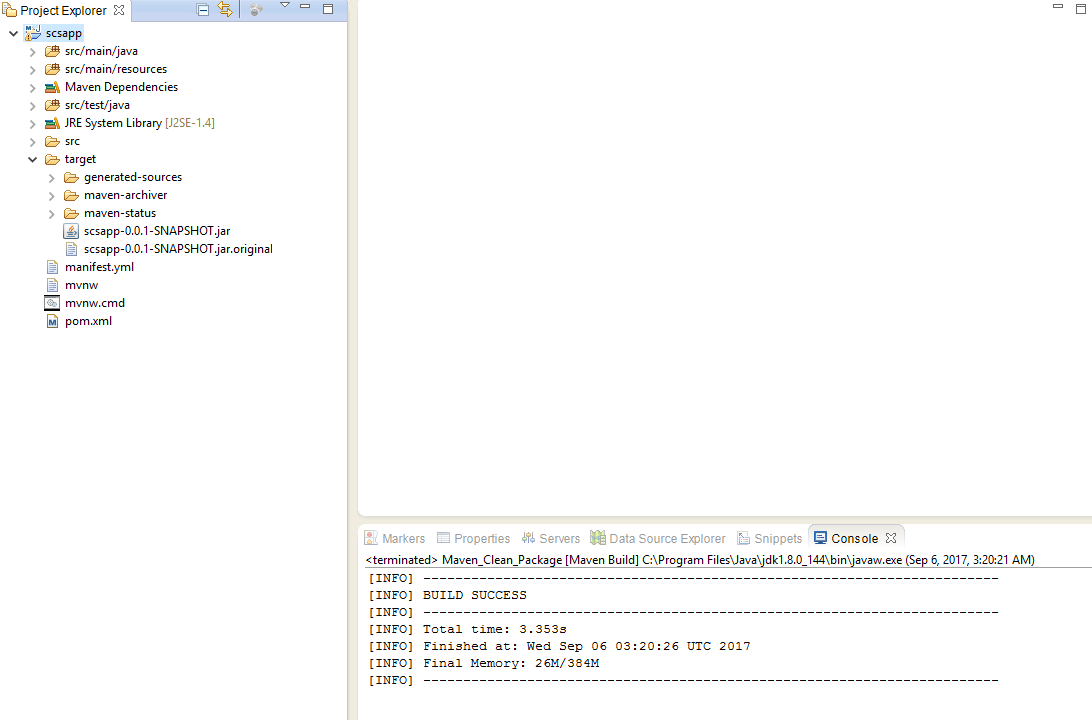 Project Explorer
scsapp
src/main/java
src/main/resources
Maven Dependencies
src/test/java
JRE System Library [J2SE-1.4]
src
target
generated-sources
maven-archiver
maven-status
scsapp-0.0.1-SNAPSHOT.jar
scsapp-0.0.1-SNAPSHOT.jar.original
manifest.yml
mvnw
mvnw.cmd
pom.xml
Markers Properties Servers Data Source Explorer Snippets Console
<terminated> Maven_Clean_Package [Maven Build] C:\Program Files\Java\jdk1.8.0_144\bin\javaw.exe (Sep 6, 2017, 3:20:21 AM)
[INFO] ------------------------------------------------------------------------
[INFO] BUILD SUCCESS
[INFO] ------------------------------------------------------------------------
[INFO] Total time: 3.353s
[INFO] Finished at: Wed Sep 06 03:20:26 UTC 2017
[INFO] Final Memory: 26M/384M
[INFO] ------------------------------------------------------------------------